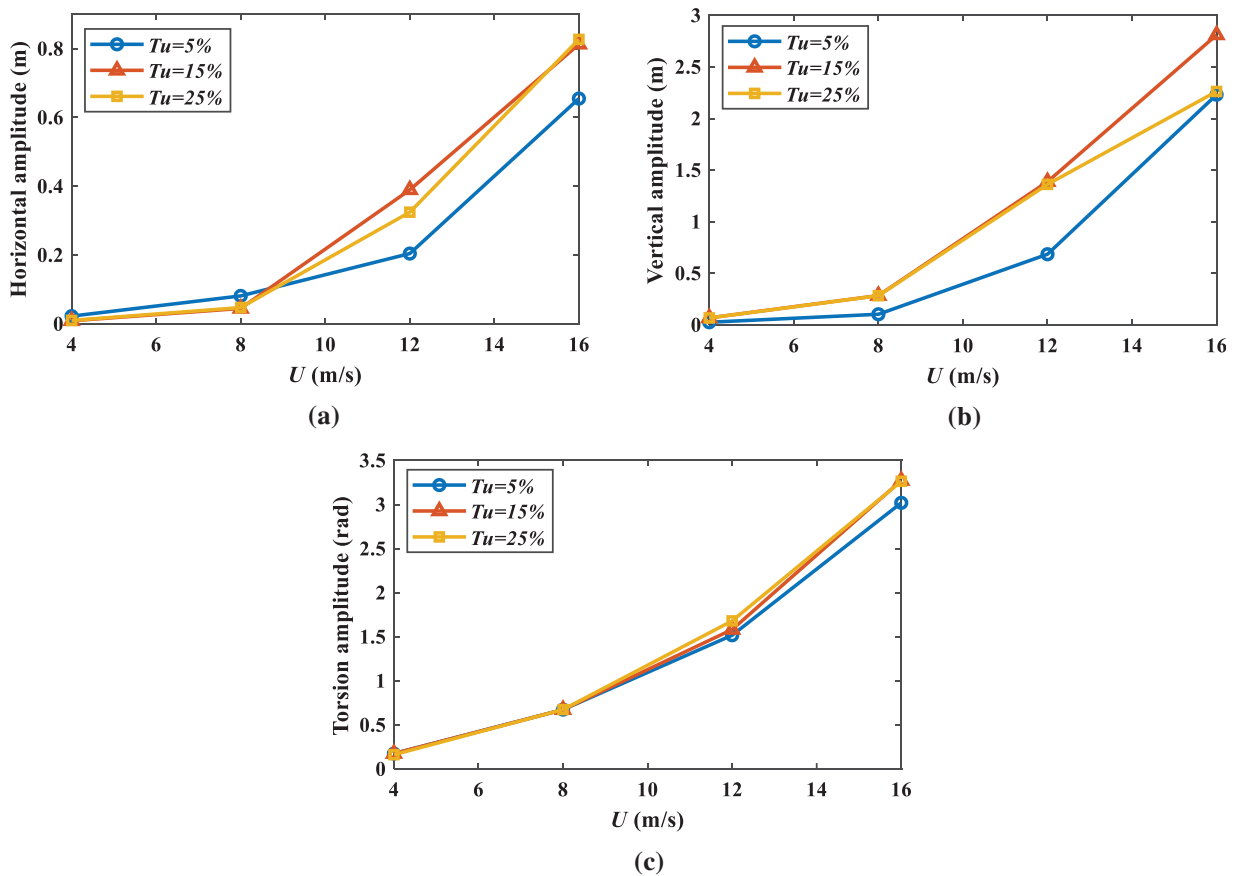 Horizontal amplitude (m)
0.8
0.6
0.4
0.2
0
Tu=5%
Tu=15%
Tu=25%
4 6 8 10 12 14 16
U (m/s)
(a)
Vertical amplitude (m)
3
2.5
2
1.5
1
0.5
0
Tu=5%
Tu=15%
Tu=25%
4 6 8 10 12 14 16
U (m/s)
(b)
Torsion amplitude (rad)
3.5
3
2.5
2
1.5
1
0.5
0
Tu=5%
Tu=15%
Tu=25%
4 6 8 10 12 14 16
U (m/s)
(c)